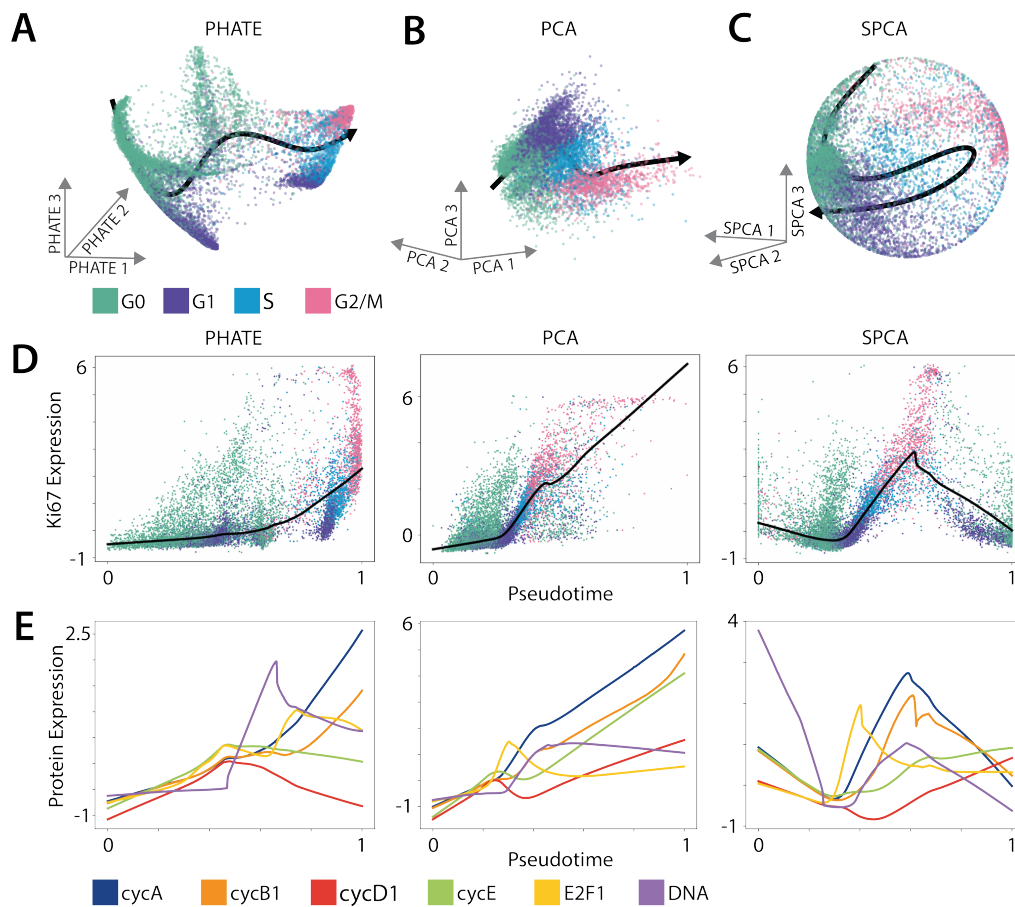 A
PHATE
B
PCA
C
SPCA
PHATE 3
PHATE 2
PHATE 1
PCA 3
PCA 2
PCA 1
SPCA 1
SPCA 2
SPCA 3
G0
G1
S
G2/M
D
PHATE
PCA
SPCA
Ki67 Expression
6
-1
0
1
6
0
0
1
6
-1
0
1
Pseudotime
E
Protein Expression
2.5
-1
0
1
6
-1
0
1
4
-1
0
1
Pseudotime
cycA
cycB1
cycD1
cycE
E2F1
DNA